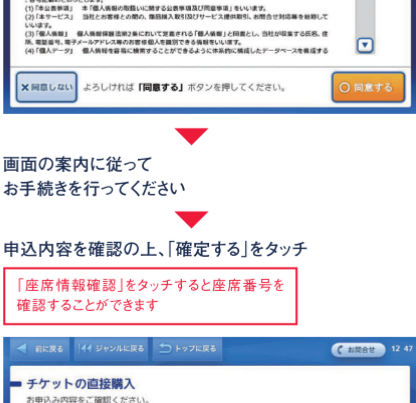 (1)「本公表事項」 本「個人情報の取扱いに関する公表事項及び同意事項」をいいます。
(2)「本サービス」 当社とお客様との間の、商品購入取引及びサービス提供取引、お問合せ対応等を総称して
いいます。
(3)「個人情報」 個人情報保護法第2条において定義される「個人情報」と同義とし、当社が収集する氏名、住
所、電話番号、電子メールアドレス等のお客様個人を識別できる情報をいいます。
(4)「個人データ」 個人情報を容易に検索することができるように体系的に構成したデータベースを構成する
×同意しない よろしければ「同意する」ボタンを押してください。 〇 同意する
画面の案内に従って
お手続きを行ってください
申込内容を確認の上、「確定する」をタッチ
「座席情報確認」をタッチすると座席番号を
確認することができます
前に戻る ジャンルに戻る トップに戻る お問合せ 12 47
チケットの直接購入
お申込み内容をご確認ください。